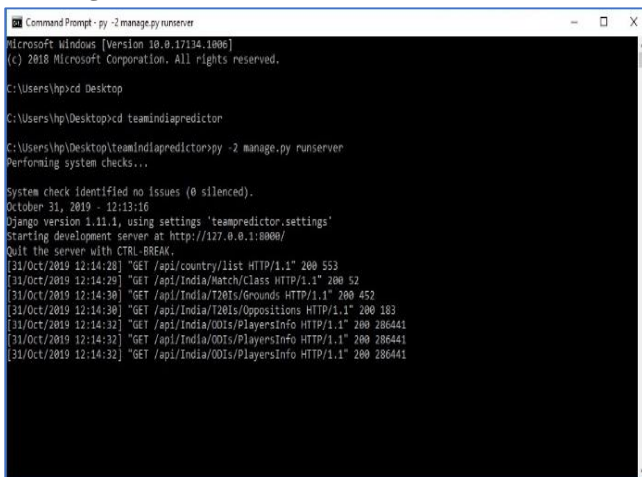 Command Prompt - py -2 manage.py runserver
Microsoft Windows [Version 10.0.17134.1006]
(c) 2018 Microsoft Corporation. All rights reserved.
C:\Users\hp>cd Desktop
C:\Users\hp\Desktop>cd teamindiapredictor
C:\Users\hp\Desktop\teamindiapredictor>py -2 manage.py runserver
Performing system checks...
System check identified no issues (0 silenced).
October 31, 2019 - 12:13:16
Django version 1.11.1, using settings 'teampredictor.settings'
Starting development server at http://127.0.0.1:8000/
Quit the server with CTRL-BREAK.
[31/Oct/2019 12:14:28] "GET /api/country/list HTTP/1.1" 200 553
[31/Oct/2019 12:14:29] "GET /api/India/Match/Class HTTP/1.1" 200 52
[31/Oct/2019 12:14:30] "GET /api/India/T20Is/Grounds HTTP/1.1" 200 452
[31/Oct/2019 12:14:30] "GET /api/India/T20Is/Oppositions HTTP/1.1" 200 183
[31/Oct/2019 12:14:32] "GET /api/India/ODIs/PlayersInfo HTTP/1.1" 200 286441
[31/Oct/2019 12:14:32] "GET /api/India/ODIs/PlayersInfo HTTP/1.1" 200 286441
[31/Oct/2019 12:14:32] "GET /api/India/ODIs/PlayersInfo HTTP/1.1" 200 286441